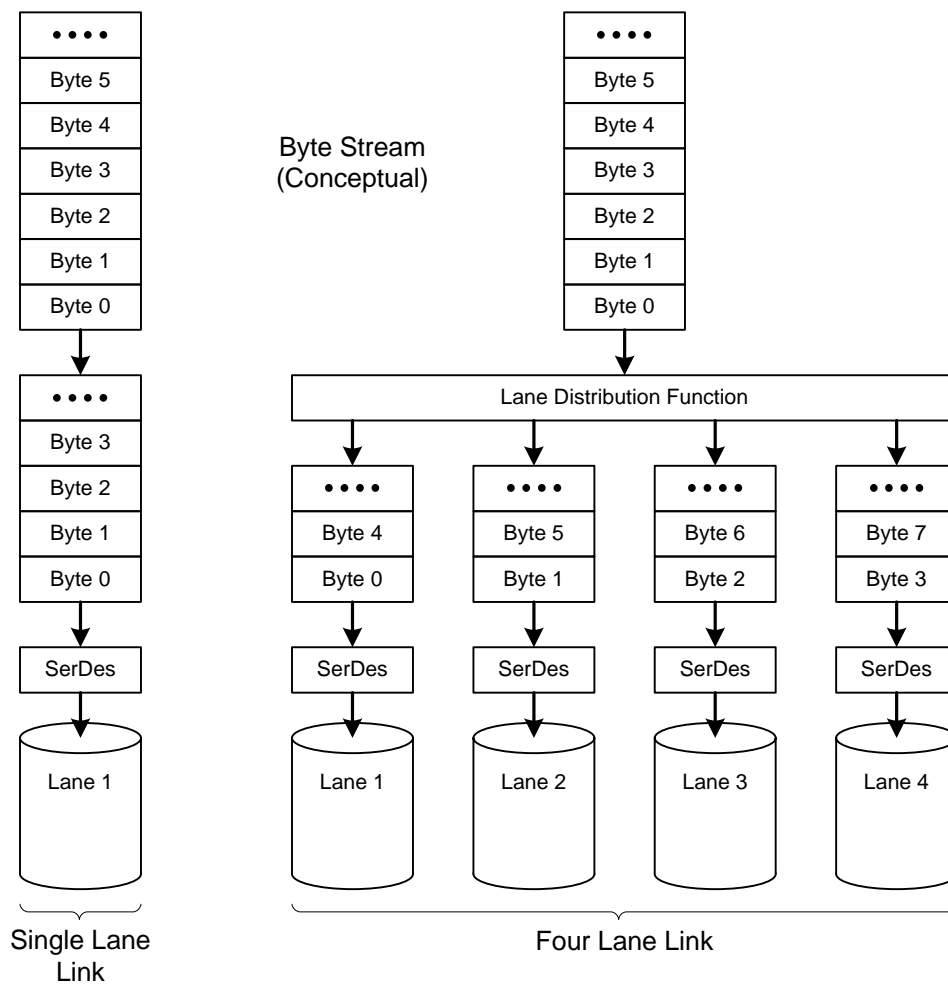 • • • •
Byte 5
Byte 4
Byte 3
Byte 2
Byte 1
Byte 0
• • • •
Byte 3
Byte 2
Byte 1
Byte 0
SerDes
Lane 1
Single Lane
Link
Byte Stream
(Conceptual)
• • • •
Byte 5
Byte 4
Byte 3
Byte 2
Byte 1
Byte 0
Lane Distribution Function
• • • •
Byte 4
Byte 0
SerDes
Lane 1
• • • •
Byte 5
Byte 1
SerDes
Lane 2
• • • •
Byte 6
Byte 2
SerDes
Lane 3
• • • •
Byte 7
Byte 3
SerDes
Lane 4
Four Lane Link